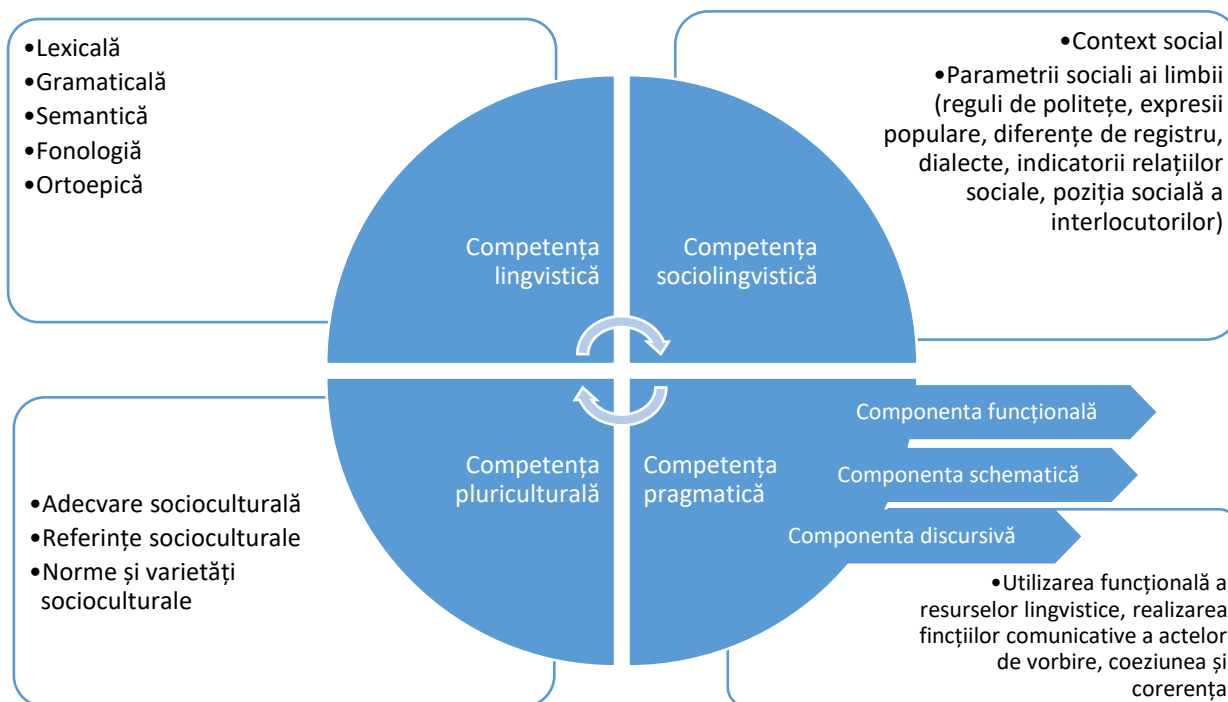 •Lexicală
•Gramaticală
•Semantică
•Fonologiă
•Ortoepică
•Context social
•Parametrii sociali ai limbii
(reguli de politețe, expresii
populare, diferențe de registru,
dialecte, indicatorii relațiilor
sociale, poziția socială a
interlocutorilor)
Competența
lingvistică
Competența
sociolingvistică
•Adecvare socioculturală
•Referințe socioculturale
•Norme și varietăți
socioculturale
Competența
pluriculturală
Competența
pragmatică
Componenta funcțională
Componenta schematică
Componenta discursivă
•Utilizarea funcțională a
resurselor lingvistice, realizarea
fincțiilor comunicative a actelor
de vorbire, coeziunea și
corerența